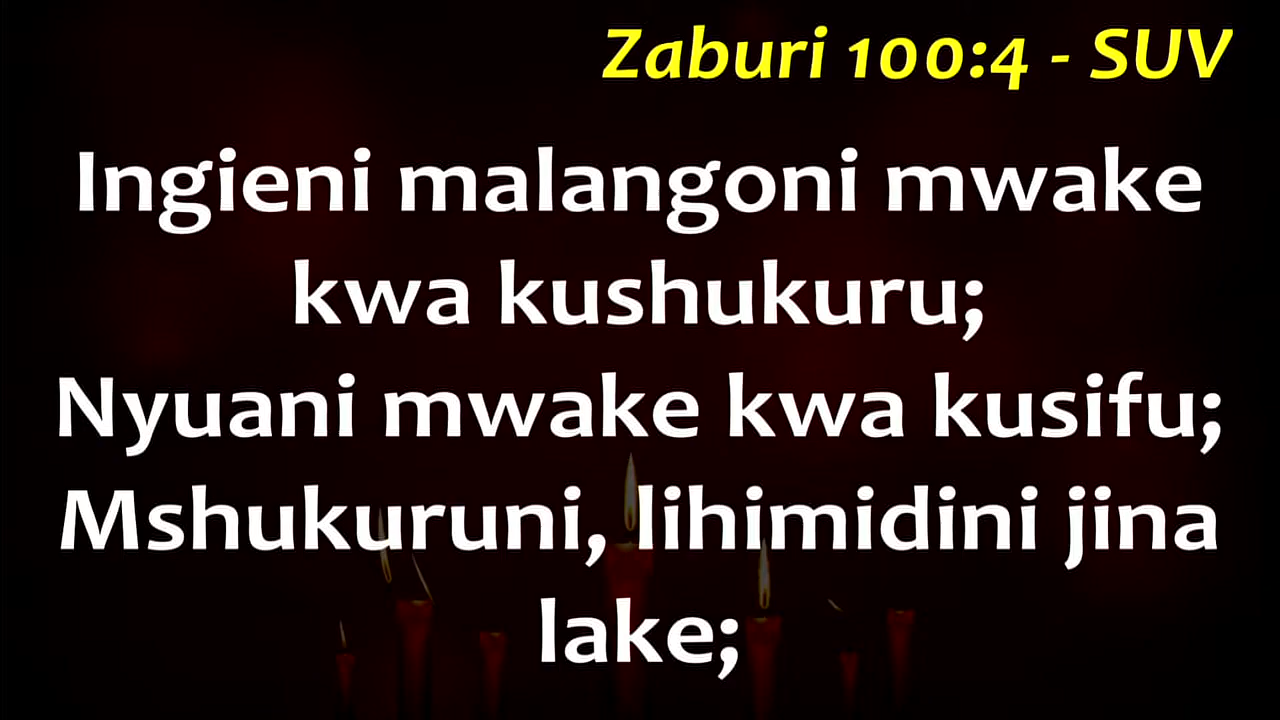 Zaburi 100:4 - SUV
Ingieni malangoni mwake
kwa kushukuru;
Nyuani mwake kwa kusifu;
Mshukuruni, lihimidini jina
lake;